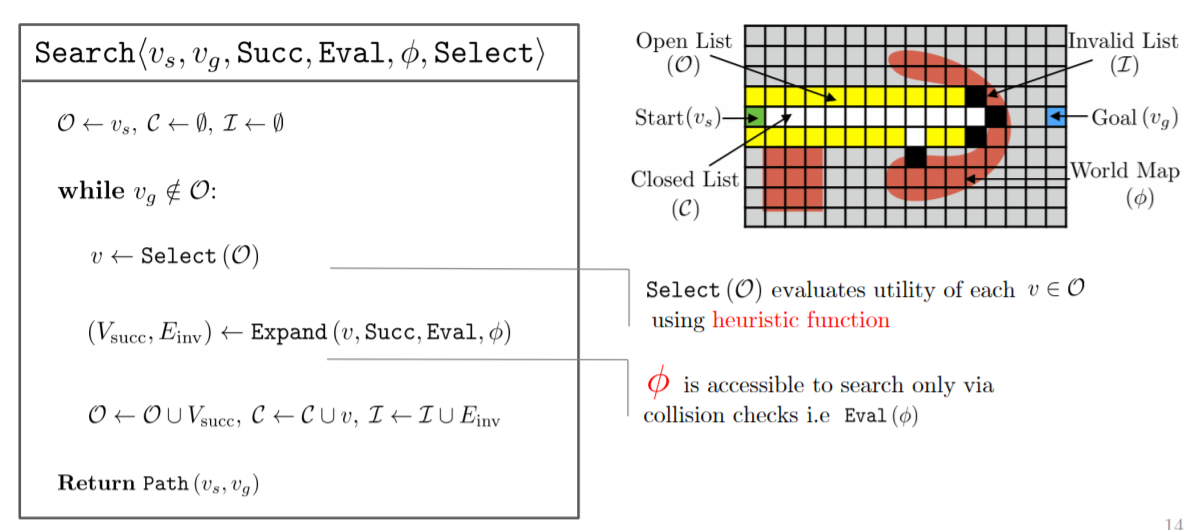 Search⟨v_s, v_g, Succ, Eval, ϕ, Select⟩
𝒪 ← v_s, 𝒞 ← ∅, ℐ ← ∅
while v_g ∉ 𝒪:
v ← Select (𝒪)
(V_succ, E_inv) ← Expand (v, Succ, Eval, ϕ)
𝒪 ← 𝒪 ∪ V_succ, 𝒞 ← 𝒞 ∪ v, ℐ ← ℐ ∪ E_inv
Return Path (v_s, v_g)
Open List
(𝒪)
Invalid List
(ℐ)
Start(v_s)
Goal (v_g)
Closed List
(𝒞)
World Map
(ϕ)
Select (𝒪) evaluates utility of each v ∈ 𝒪
using heuristic function
ϕ is accessible to search only via
collision checks i.e Eval (ϕ)
14